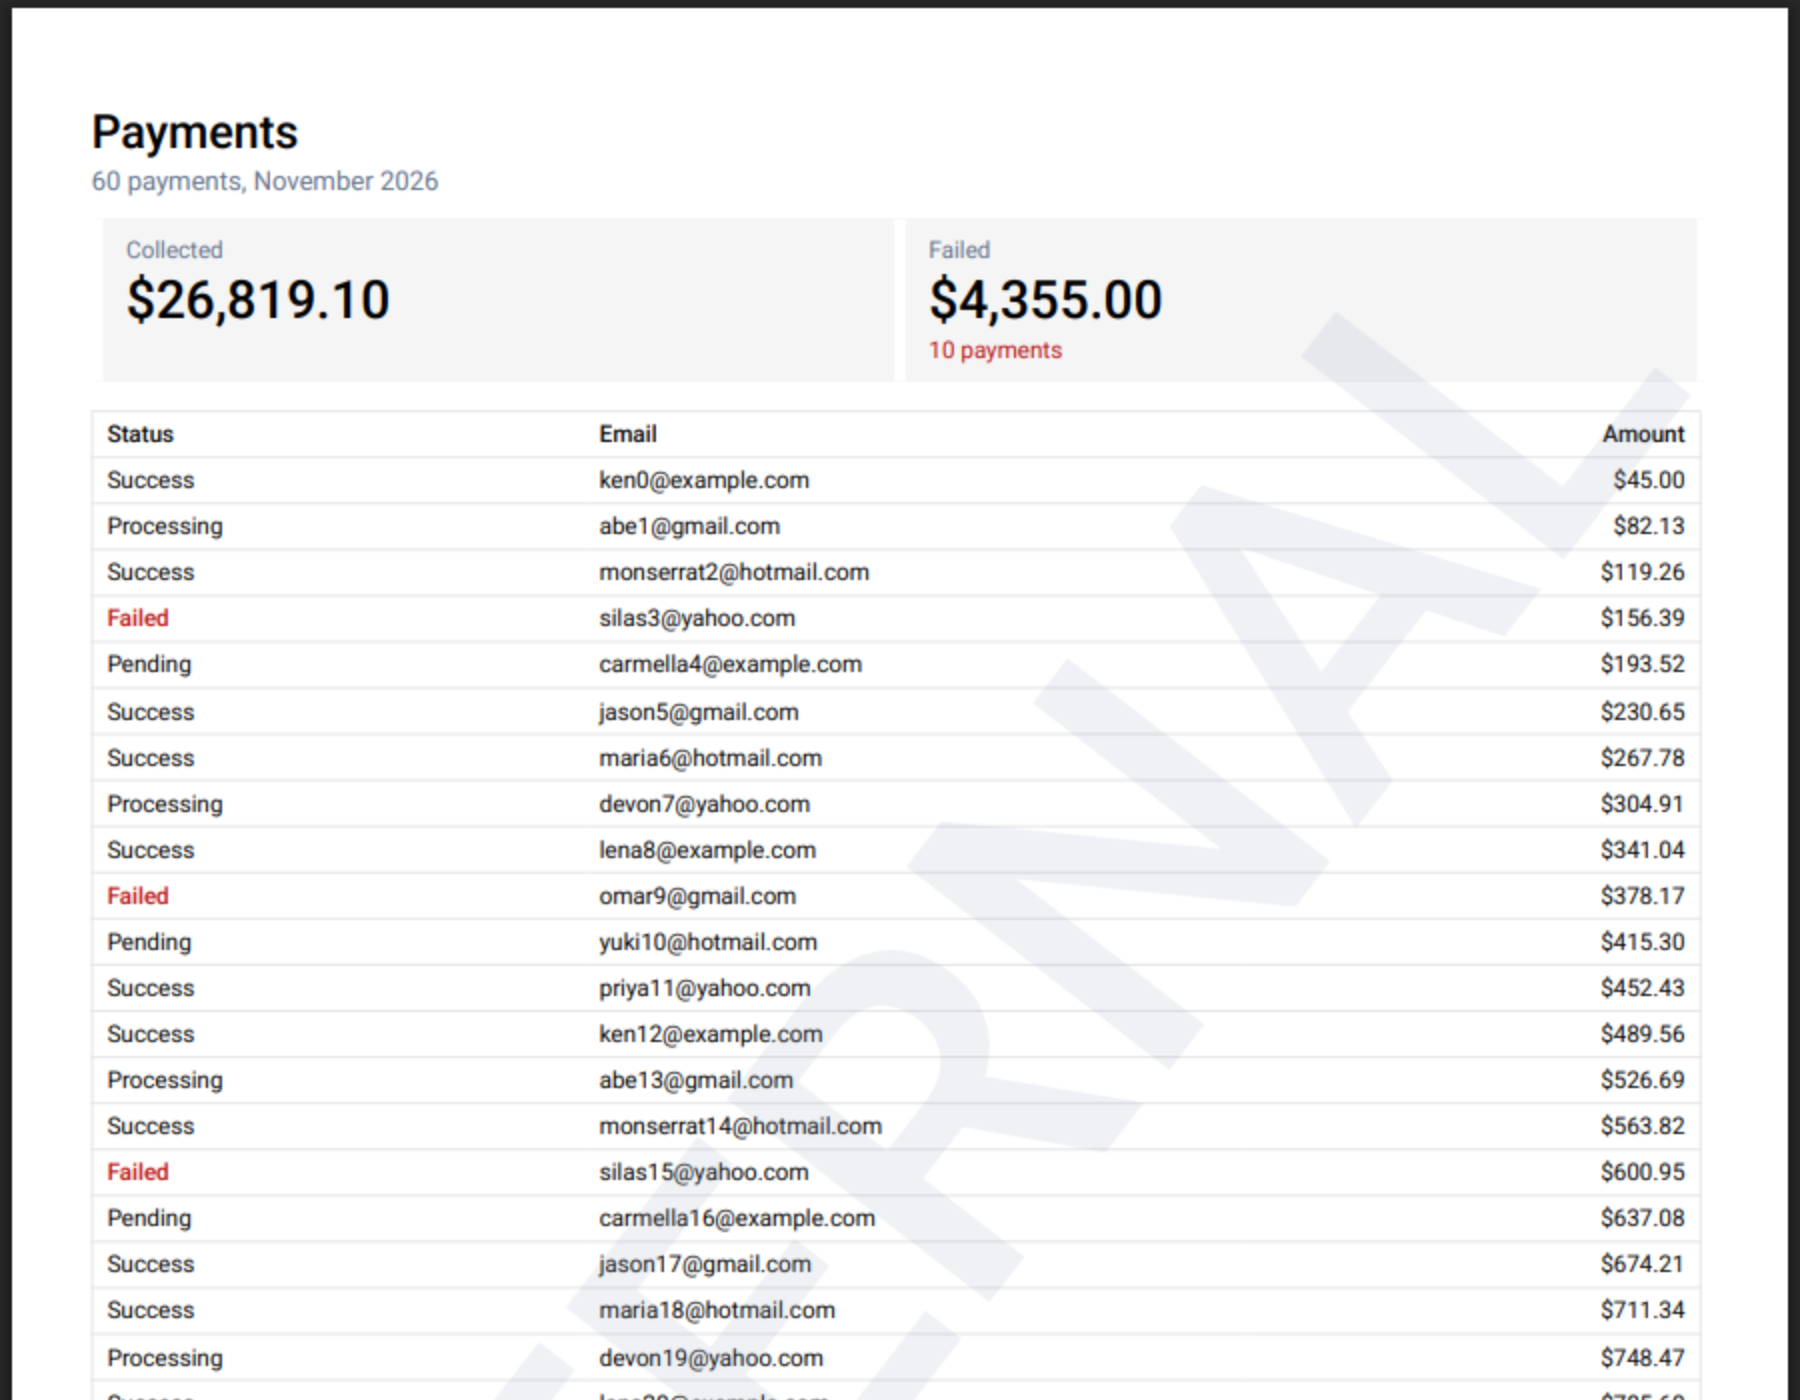 Payments
60 payments, November 2026
Collected
$26,819.10
Failed
$4,355.00
10 payments
Status Email Amount
Success ken0@example.com $45.00
Processing abe1@gmail.com $82.13
Success monserrat2@hotmail.com $119.26
Failed silas3@yahoo.com $156.39
Pending carmella4@example.com $193.52
Success jason5@gmail.com $230.65
Success maria6@hotmail.com $267.78
Processing devon7@yahoo.com $304.91
Success lena8@example.com $341.04
Failed omar9@gmail.com $378.17
Pending yuki10@hotmail.com $415.30
Success priya11@yahoo.com $452.43
Success ken12@example.com $489.56
Processing abe13@gmail.com $526.69
Success monserrat14@hotmail.com $563.82
Failed silas15@yahoo.com $600.95
Pending carmella16@example.com $637.08
Success jason17@gmail.com $674.21
Success maria18@hotmail.com $711.34
Processing devon19@yahoo.com $748.47
ERNAL